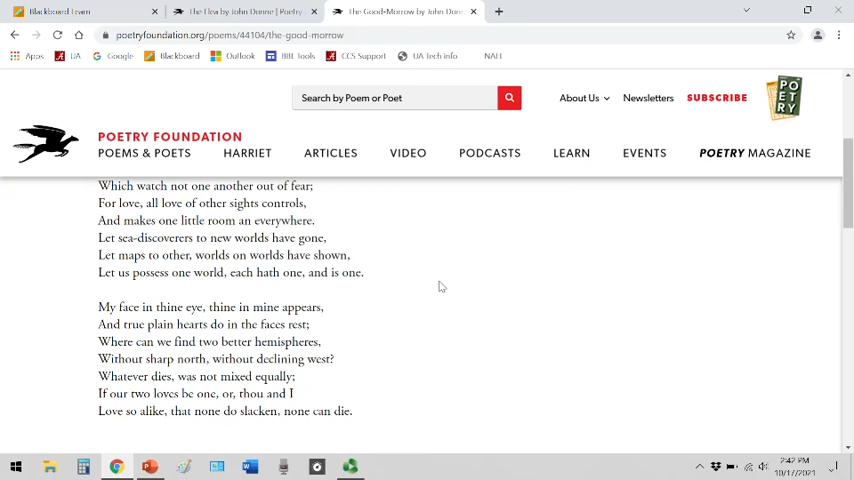 Blackboard Learn
The Flea by John Donne | Poetry
The Good-Morrow by John Donn
poetryfoundation.org/poems/44104/the-good-morrow
Apps UA Google Blackboard Outlook BIBL Tools CCS Support UA Tech info NAEP
Search by Poem or Poet
About Us Newsletters SUBSCRIBE
POETRY
POETRY FOUNDATION
POEMS & POETS HARRIET ARTICLES VIDEO PODCASTS LEARN EVENTS POETRY MAGAZINE
Which watch not one another out of fear;
For love, all love of other sights controls,
And makes one little room an everywhere.
Let sea-discoverers to new worlds have gone,
Let maps to other, worlds on worlds have shown,
Let us possess one world, each hath one, and is one.
My face in thine eye, thine in mine appears,
And true plain hearts do in the faces rest;
Where can we find two better hemispheres,
Without sharp north, without declining west?
Whatever dies, was not mixed equally;
If our two loves be one, or, thou and I
Love so alike, that none do slacken, none can die.
2:42 PM
10/17/2021